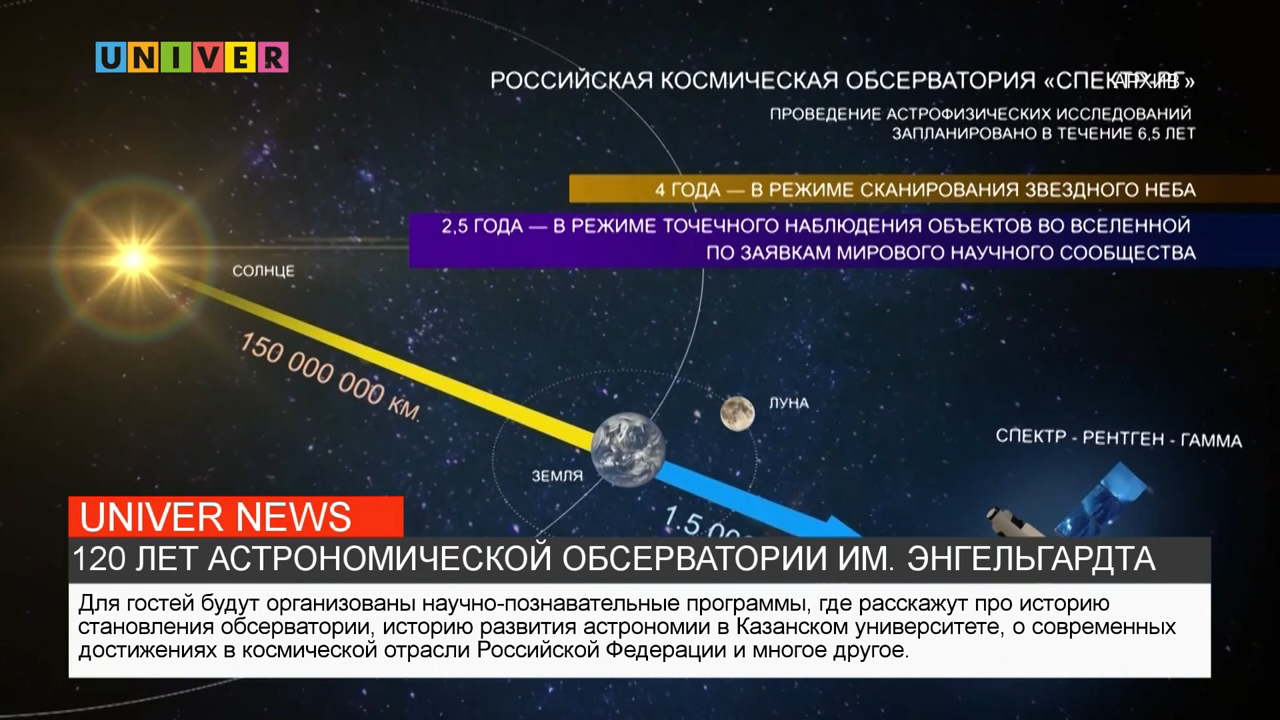 UNIVER
РОССИЙСКАЯ КОСМИЧЕСКАЯ ОБСЕРВАТОРИЯ «СПЕКТР-РГ»
АРХИВ
ПРОВЕДЕНИЕ АСТРОФИЗИЧЕСКИХ ИССЛЕДОВАНИЙ
ЗАПЛАНИРОВАНО В ТЕЧЕНИЕ 6,5 ЛЕТ
4 ГОДА — В РЕЖИМЕ СКАНИРОВАНИЯ ЗВЕЗДНОГО НЕБА
2,5 ГОДА — В РЕЖИМЕ ТОЧЕЧНОГО НАБЛЮДЕНИЯ ОБЪЕКТОВ ВО ВСЕЛЕННОЙ
ПО ЗАЯВКАМ МИРОВОГО НАУЧНОГО СООБЩЕСТВА
СОЛНЦЕ
150 000 000 км.
ЛУНА
СПЕКТР - РЕНТГЕН - ГАММА
ЗЕМЛЯ
UNIVER NEWS
120 ЛЕТ АСТРОНОМИЧЕСКОЙ ОБСЕРВАТОРИИ ИМ. ЭНГЕЛЬГАРДТА
Для гостей будут организованы научно-познавательные программы, где расскажут про историю
становления обсерватории, историю развития астрономии в Казанском университете, о современных
достижениях в космической отрасли Российской Федерации и многое другое.